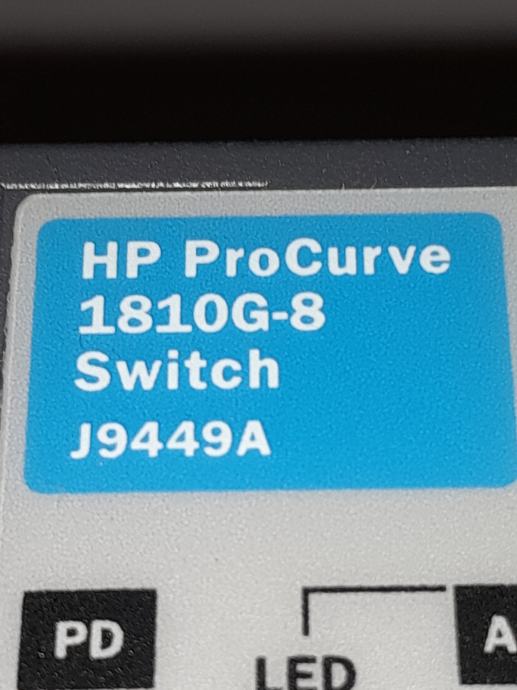 HP ProCurve
1810G-8
Switch
J9449A
PD
LED
A